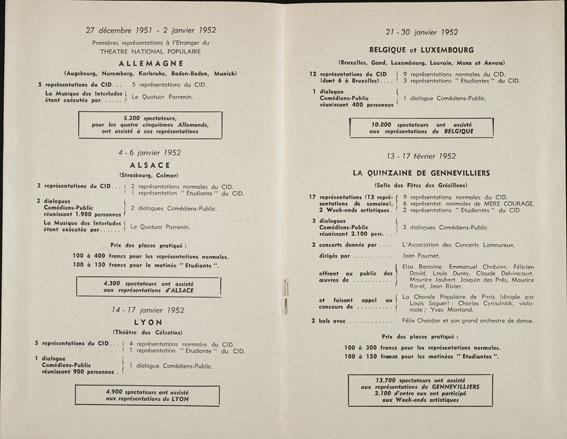 27 décembre 1951 - 2 janvier 1952
Premières représentations à l'Etranger du
THEATRE NATIONAL POPULAIRE
ALLEMAGNE
(Augsbourg, Nuremberg, Karlsruhe, Baden-Baden, Munich)
5 représentations du CID... 5 représentations du CID.
La Musique des Interludes
étant exécutée par...... Le Quatuor Parrenin.
5.200 spectateurs,
pour les quatre cinquièmes Allemands,
ont assisté à ces représentations
4-6 janvier 1952
ALSACE
(Strasbourg, Colmar)
3 représentations du CID... 2 représentations normales du CID.
1 représentation "Etudiante" du CID.
2 dialogues
Comédiens-Public
réunissant 1.900 personnes 2 dialogues Comédiens-Public.
La Musique des Interludes
étant exécutée par...... Le Quatuor Parrenin.
Prix des places pratiqué :
100 à 400 francs pour les représentations normales.
100 à 150 francs pour la matinée "Etudiante".
4.300 spectateurs ont assisté
aux représentations d'ALSACE
14 - 17 janvier 1952
LYON
(Théâtre des Célestins)
5 représentations du CID... 4 représentations normales du CID.
1 représentation "Etudiante" du CID.
1 dialogue
Comédiens-Public
réunissant 900 personnes . 1 dialogue Comédiens-Public.
4.900 spectateurs ont assisté
aux représentations de LYON
21 - 30 janvier 1952
BELGIQUE et LUXEMBOURG
(Bruxelles, Gand, Luxembourg, Louvain, Mons et Anvers)
12 représentations du CID 9 représentations normales du CID.
(dont 6 à Bruxelles).... 3 représentations "Etudiantes" du CID.
1 dialogue
Comédiens-Public
réunissant 400 personnes 1 dialogue Comédiens-Public.
10.800 spectateurs ont assisté
aux représentations de BELGIQUE
13 - 17 février 1952
LA QUINZAINE DE GENNEVILLIERS
(Salle des Fêtes des Grésillons)
17 représentations (13 repré- 9 représentations normales du CID.
sentations de semaine), 6 représentat. normales de MERE COURAGE.
2 Week-ends artistiques . 2 représentations "Etudiantes" du CID.
3 dialogues
Comédiens-Public
réunissant 2.100 pers... 3 dialogues Comédiens-Public.
2 concerts donnés par .... L'Association des Concerts Lamoureux.
dirigés par ............ Jean Fournet.
offrant au public des
œuvres de ............
Elsa Barraine, Emmanuel Chabrier, Félicien
David, Louis Durey, Claude Delvincourt,
Maurice Jaubert, Josquin des Prés, Maurice
Ravel, Jean Rivier.
et faisant appel au
concours de ............
La Chorale Populaire de Paris (dirigée par
Louis Saguer) ; Charles Cyroulnick, violo-
niste ; Yves Montand.
2 bals avec ............ Félix Chardon et son grand orchestre de danse.
Prix des places pratiqué :
100 à 300 francs pour les représentations normales.
100 à 150 francs pour les matinées "Etudiantes".
13.700 spectateurs ont assisté
aux représentations de GENNEVILLIERS
2.100 d'entre eux ont participé
aux Week-ends artistiques